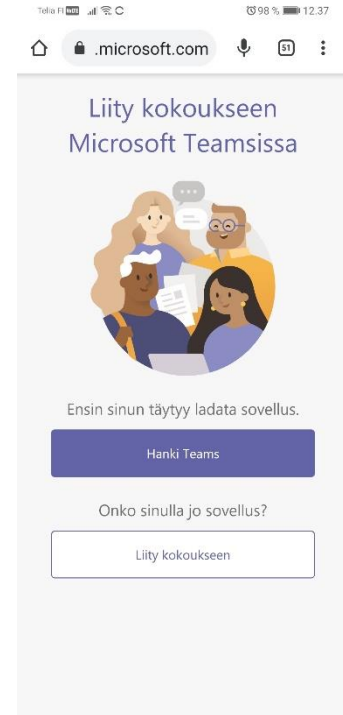 Telia FI 98 % 12.37
.microsoft.com 51
Liity kokoukseen
Microsoft Teamsissa
Ensin sinun täytyy ladata sovellus.
Hanki Teams
Onko sinulla jo sovellus?
Liity kokoukseen